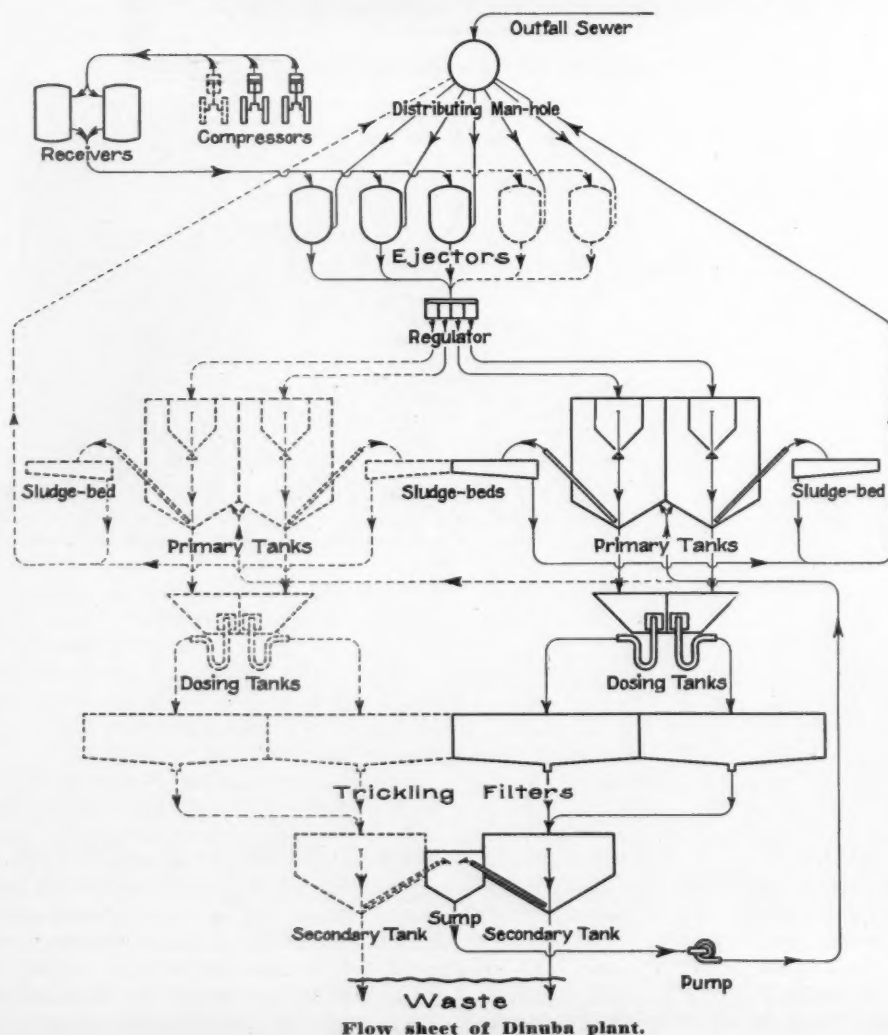 Outfall Sewer
Distributing Man-hole
Compressors
Receivers
Ejectors
Regulator
Sludge-bed
Sludge-beds
Sludge-bed
Primary Tanks
Primary Tanks
Dosing Tanks
Dosing Tanks
Trickling Filters
Sump
Secondary Tank
Secondary Tank
Pump
Waste
Flow sheet of Dinuba plant.